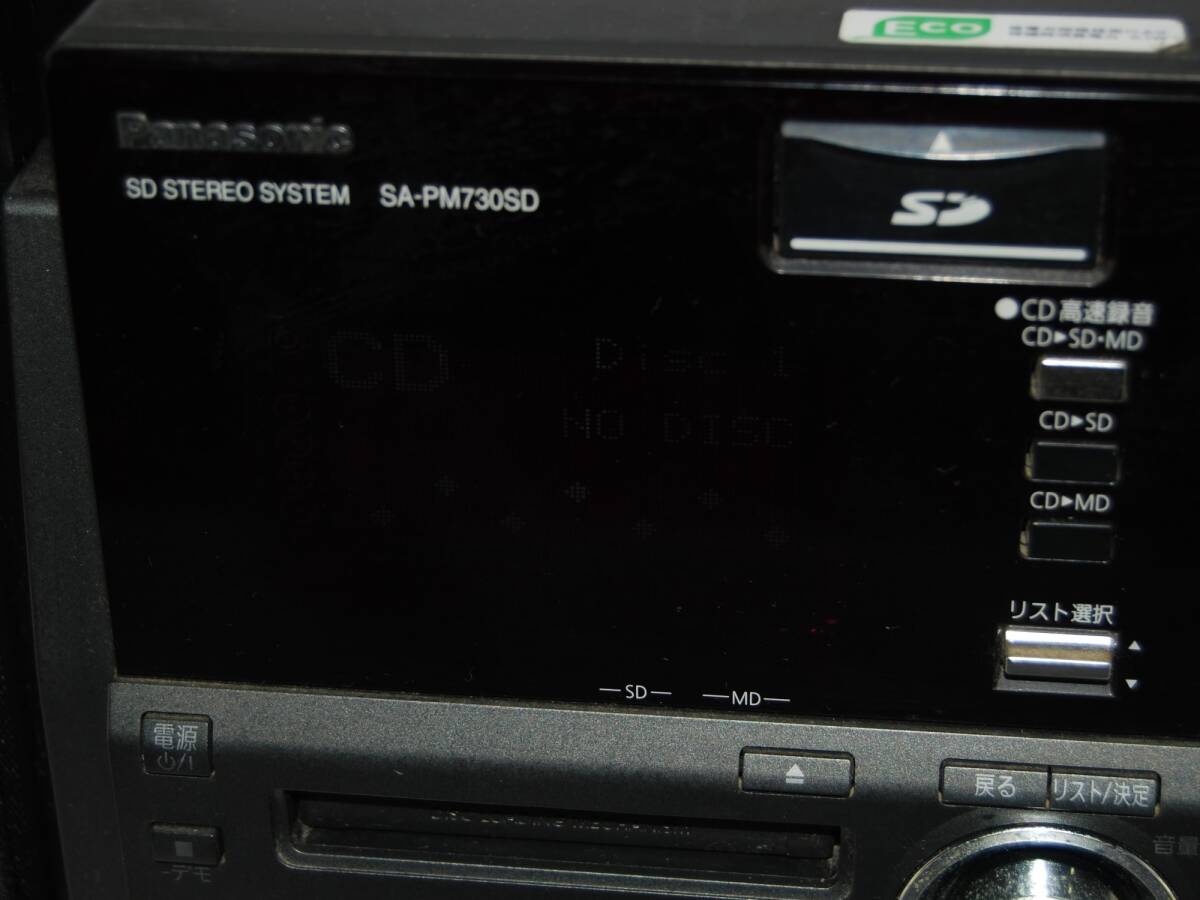 ECO
Panasonic
SD STEREO SYSTEM SA-PM730SD
SD
CD 高速録音
CD▶SD・MD
CD Disc 1
NO DISC
CD▶SD
CD▶MD
リスト選択
SD MD
電源
⏻/I
戻る
リスト/決定
音量
-デモ